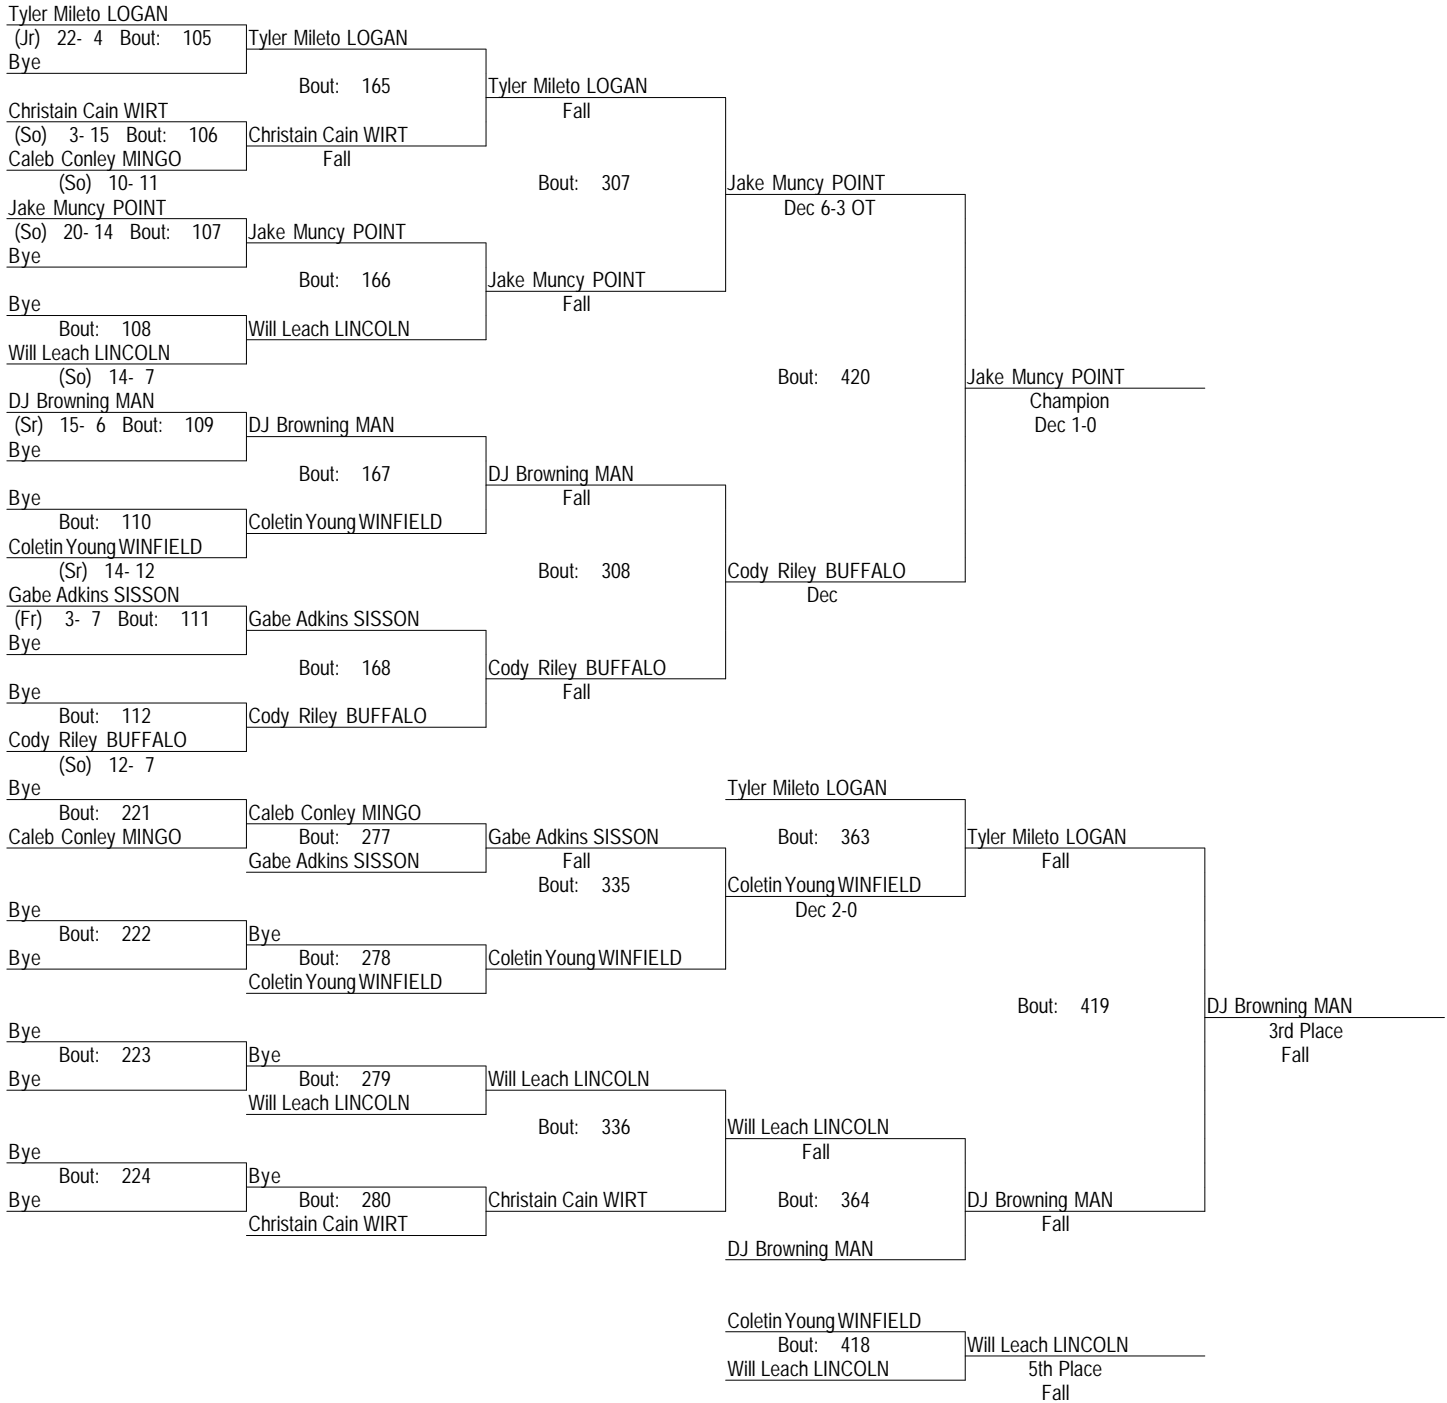 Tyler Mileto LOGAN
(Jr) 22- 4 Bout: 105 Tyler Mileto LOGAN
Bye
Bout: 165 Tyler Mileto LOGAN
Christain Cain WIRT Fall
(So) 3- 15 Bout: 106 Christain Cain WIRT
Caleb Conley MINGO Fall
(So) 10- 11 Bout: 307 Jake Muncy POINT
Jake Muncy POINT Dec 6-3 OT
(So) 20- 14 Bout: 107 Jake Muncy POINT
Bye
Bout: 166 Jake Muncy POINT
Bye Fall
Bout: 108 Will Leach LINCOLN
Will Leach LINCOLN
(So) 14- 7 Bout: 420 Jake Muncy POINT
DJ Browning MAN Champion
(Sr) 15- 6 Bout: 109 DJ Browning MAN Dec 1-0
Bye
Bout: 167 DJ Browning MAN
Bye Fall
Bout: 110 Coletin Young WINFIELD
Coletin Young WINFIELD
(Sr) 14- 12 Bout: 308 Cody Riley BUFFALO
Gabe Adkins SISSON Dec
(Fr) 3- 7 Bout: 111 Gabe Adkins SISSON
Bye
Bout: 168 Cody Riley BUFFALO
Bye Fall
Bout: 112 Cody Riley BUFFALO
Cody Riley BUFFALO
(So) 12- 7
Bye Tyler Mileto LOGAN
Bout: 221 Caleb Conley MINGO
Caleb Conley MINGO Bout: 277 Gabe Adkins SISSON Bout: 363 Tyler Mileto LOGAN
Gabe Adkins SISSON Fall Fall
Bout: 335 Coletin Young WINFIELD
Bye Dec 2-0
Bout: 222 Bye
Bye Bout: 278 Coletin Young WINFIELD
Coletin Young WINFIELD
Bout: 419 DJ Browning MAN
Bye 3rd Place
Bout: 223 Bye Fall
Bye Bout: 279 Will Leach LINCOLN
Will Leach LINCOLN
Bout: 336 Will Leach LINCOLN
Bye Fall
Bout: 224 Bye
Bye Bout: 280 Christain Cain WIRT Bout: 364 DJ Browning MAN
Christain Cain WIRT Fall
DJ Browning MAN
Coletin Young WINFIELD
Bout: 418 Will Leach LINCOLN
Will Leach LINCOLN 5th Place
Fall